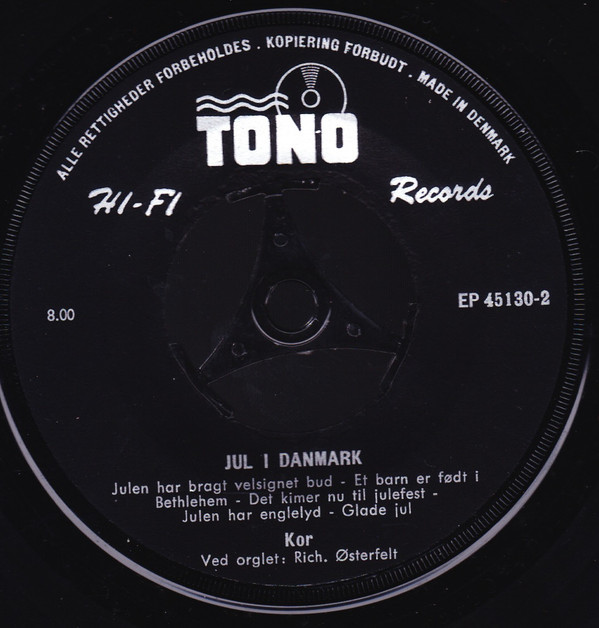 ALLE RETTIGHEDER FORBEHOLDES . KOPIERING FORBUDT . MADE IN DENMARK
TONO
HI-FI Records
8.00
EP 45130-2
JUL I DANMARK
Julen har bragt velsignet bud - Et barn er født i
Bethlehem - Det kimer nu til julefest -
Julen har englelyd - Glade jul
Kor
Ved orglet: Rich. Østerfelt